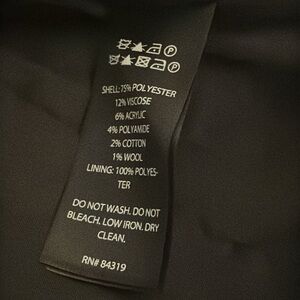 SHELL: 75% POLYESTER
12% VISCOSE
6% ACRYLIC
4% POLYAMIDE
2% COTTON
1% WOOL
LINING: 100% POLYES-
TER
DO NOT WASH. DO NOT
BLEACH. LOW IRON. DRY
CLEAN.
RN# 84319